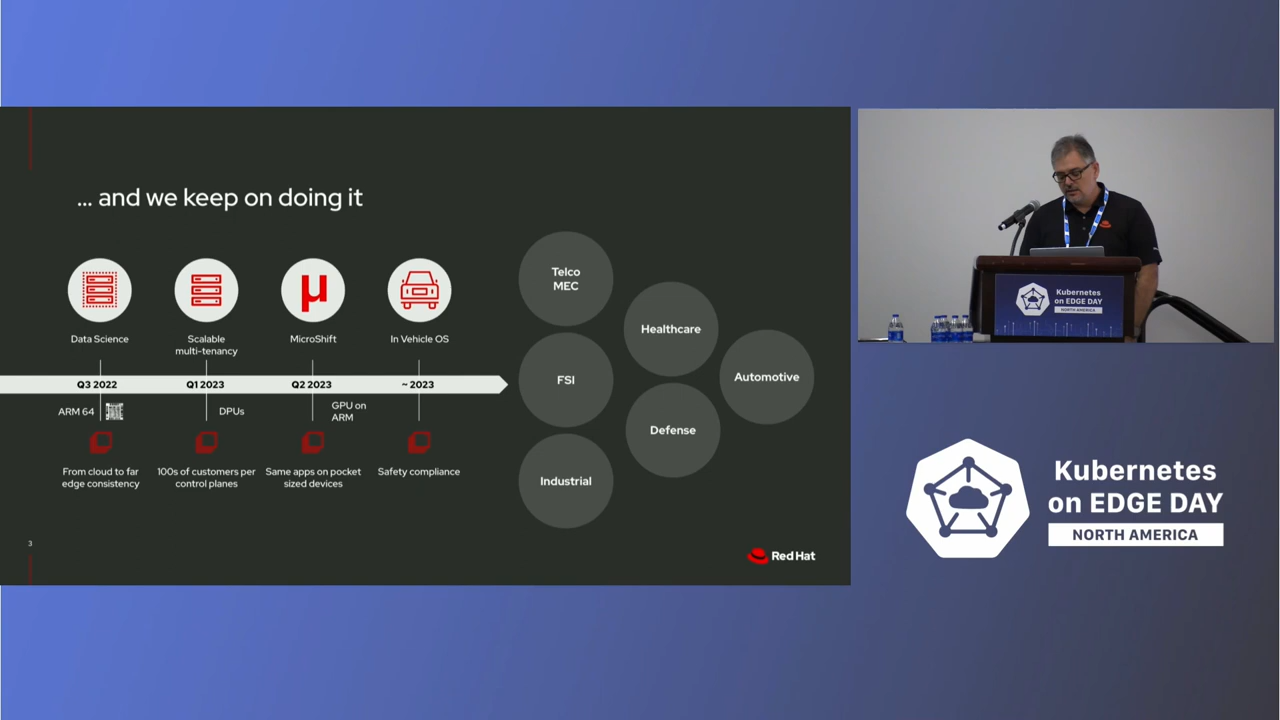 ... and we keep on doing it
Data Science
Scalable
multi-tenancy
MicroShift
In Vehicle OS
Q3 2022
Q1 2023
Q2 2023
~ 2023
ARM 64
DPUs
GPU on
ARM
From cloud to far
edge consistency
100s of customers per
control planes
Same apps on pocket
sized devices
Safety compliance
Telco
MEC
Healthcare
FSI
Automotive
Defense
Industrial
3
Red Hat
µ
Kubernetes
on EDGE DAY
NORTH AMERICA
Kubernetes
on EDGE DAY
NORTH AMERICA